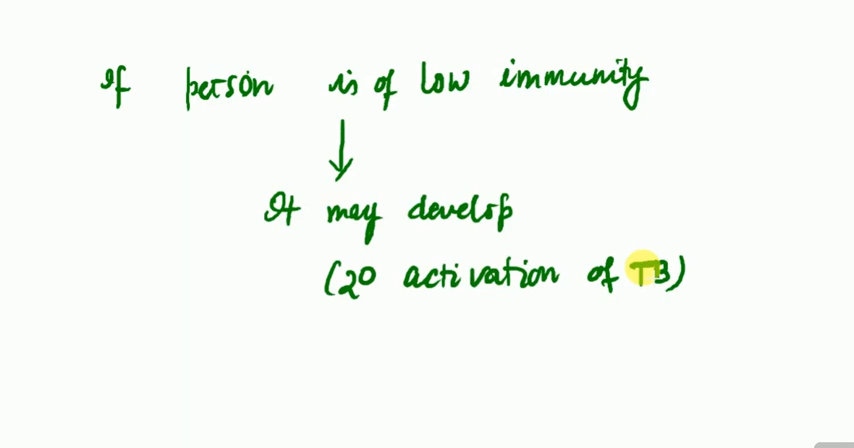 If person is of low immunity
↓
It may develop
(20 activation of TB)